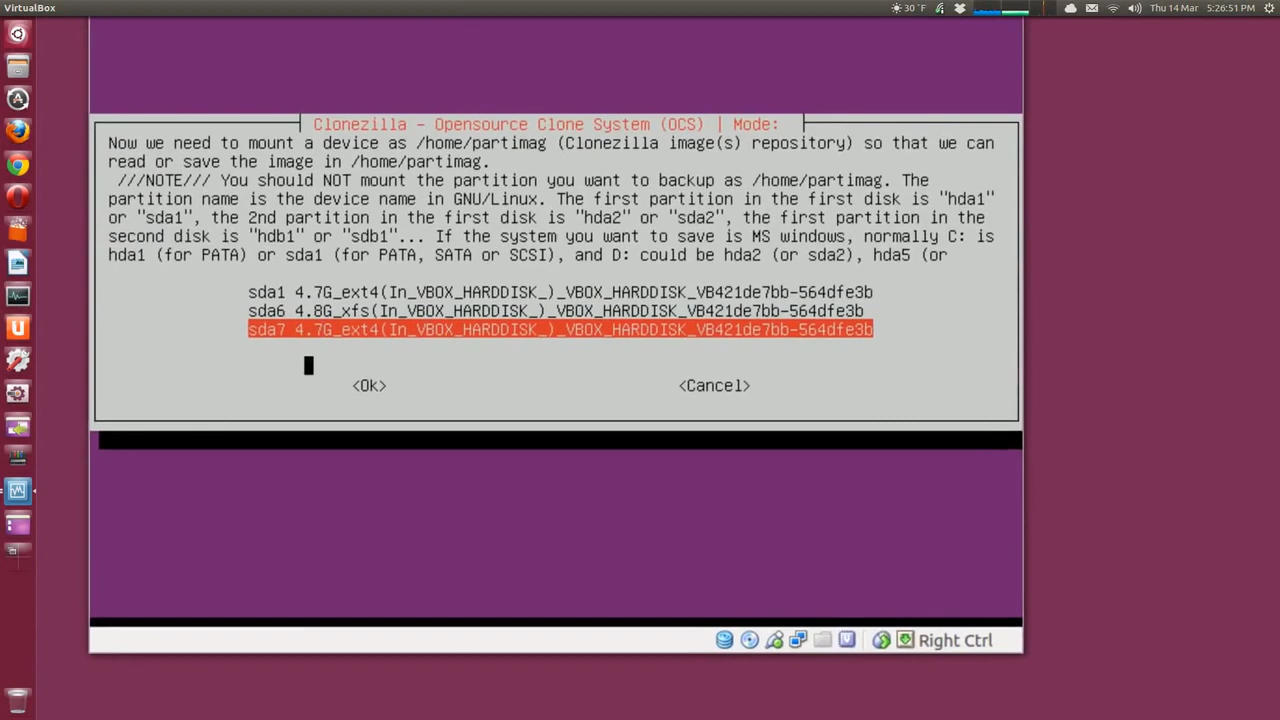 VirtualBox
30 °F
Thu 14 Mar
5:26:51 PM
Clonezilla - Opensource Clone System (OCS) | Mode:
Now we need to mount a device as /home/partimag (Clonezilla image(s) repository) so that we can
read or save the image in /home/partimag.
///NOTE/// You should NOT mount the partition you want to backup as /home/partimag. The
partition name is the device name in GNU/Linux. The first partition in the first disk is "hda1"
or "sda1", the 2nd partition in the first disk is "hda2" or "sda2", the first partition in the
second disk is "hdb1" or "sdb1"... If the system you want to save is MS windows, normally C: is
hda1 (for PATA) or sda1 (for PATA, SATA or SCSI), and D: could be hda2 (or sda2), hda5 (or
sda1 4.7G_ext4(In_VBOX_HARDDISK_)_VBOX_HARDDISK_VB421de7bb-564dfe3b
sda6 4.8G_xfs(In_VBOX_HARDDISK_)_VBOX_HARDDISK_VB421de7bb-564dfe3b
sda7 4.7G_ext4(In_VBOX_HARDDISK_)_VBOX_HARDDISK_VB421de7bb-564dfe3b
<Ok>
<Cancel>
Right Ctrl